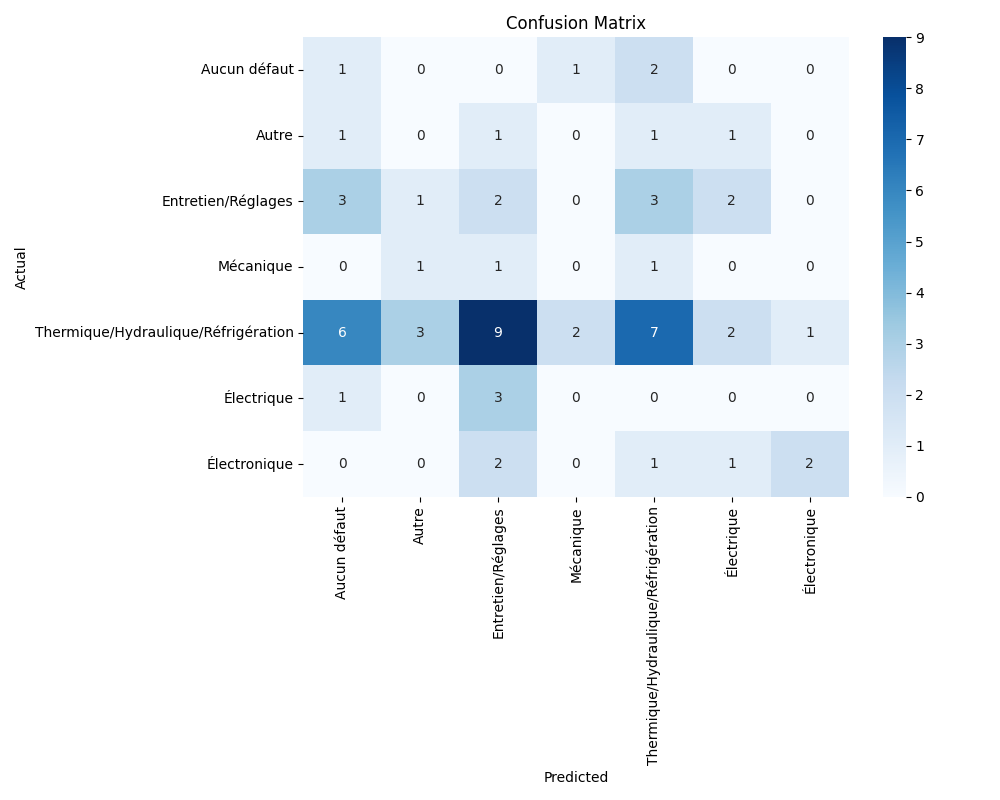 Confusion Matrix
Actual
Aucun défaut 1 0 0 1 2 0 0
Autre 1 0 1 0 1 1 0
Entretien/Réglages 3 1 2 0 3 2 0
Mécanique 0 1 1 0 1 0 0
Thermique/Hydraulique/Réfrigération 6 3 9 2 7 2 1
Électrique 1 0 3 0 0 0 0
Électronique 0 0 2 0 1 1 2
Aucun défaut
Autre
Entretien/Réglages
Mécanique
Thermique/Hydraulique/Réfrigération
Électrique
Électronique
Predicted
9
8
7
6
5
4
3
2
1
0